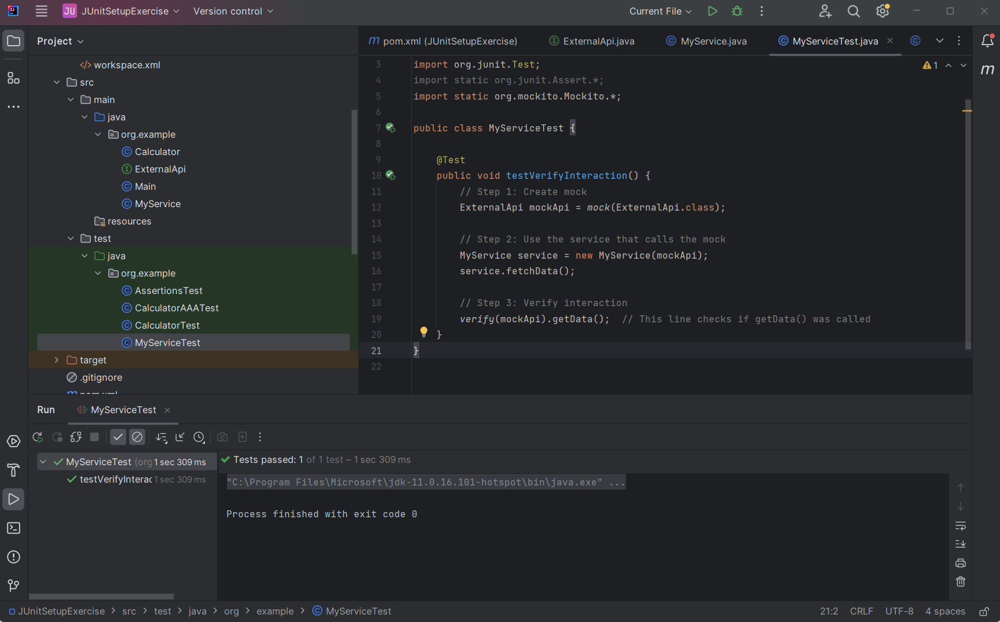 JU JUnitSetupExercise Version control Current File
Project
pom.xml (JUnitSetupExercise) ExternalApi.java MyService.java MyServiceTest.java
workspace.xml
src
main
java
org.example
Calculator
ExternalApi
Main
MyService
resources
test
java
org.example
AssertionsTest
CalculatorAAATest
CalculatorTest
MyServiceTest
target
.gitignore
pom.xml
1
3 import org.junit.Test;
4 import static org.junit.Assert.*;
5 import static org.mockito.Mockito.*;
6
7 public class MyServiceTest {
8
9 @Test
10 public void testVerifyInteraction() {
11 // Step 1: Create mock
12 ExternalApi mockApi = mock(ExternalApi.class);
13
14 // Step 2: Use the service that calls the mock
15 MyService service = new MyService(mockApi);
16 service.fetchData();
17
18 // Step 3: Verify interaction
19 verify(mockApi).getData(); // This line checks if getData() was called
20 }
21 }
22
Run MyServiceTest
MyServiceTest (org 1 sec 309 ms
testVerifyInterac 1 sec 309 ms
Tests passed: 1 of 1 test – 1 sec 309 ms
"C:\Program Files\Microsoft\jdk-11.0.16.101-hotspot\bin\java.exe" ...
Process finished with exit code 0
JUnitSetupExercise > src > test > java > org > example > MyServiceTest 21:2 CRLF UTF-8 4 spaces